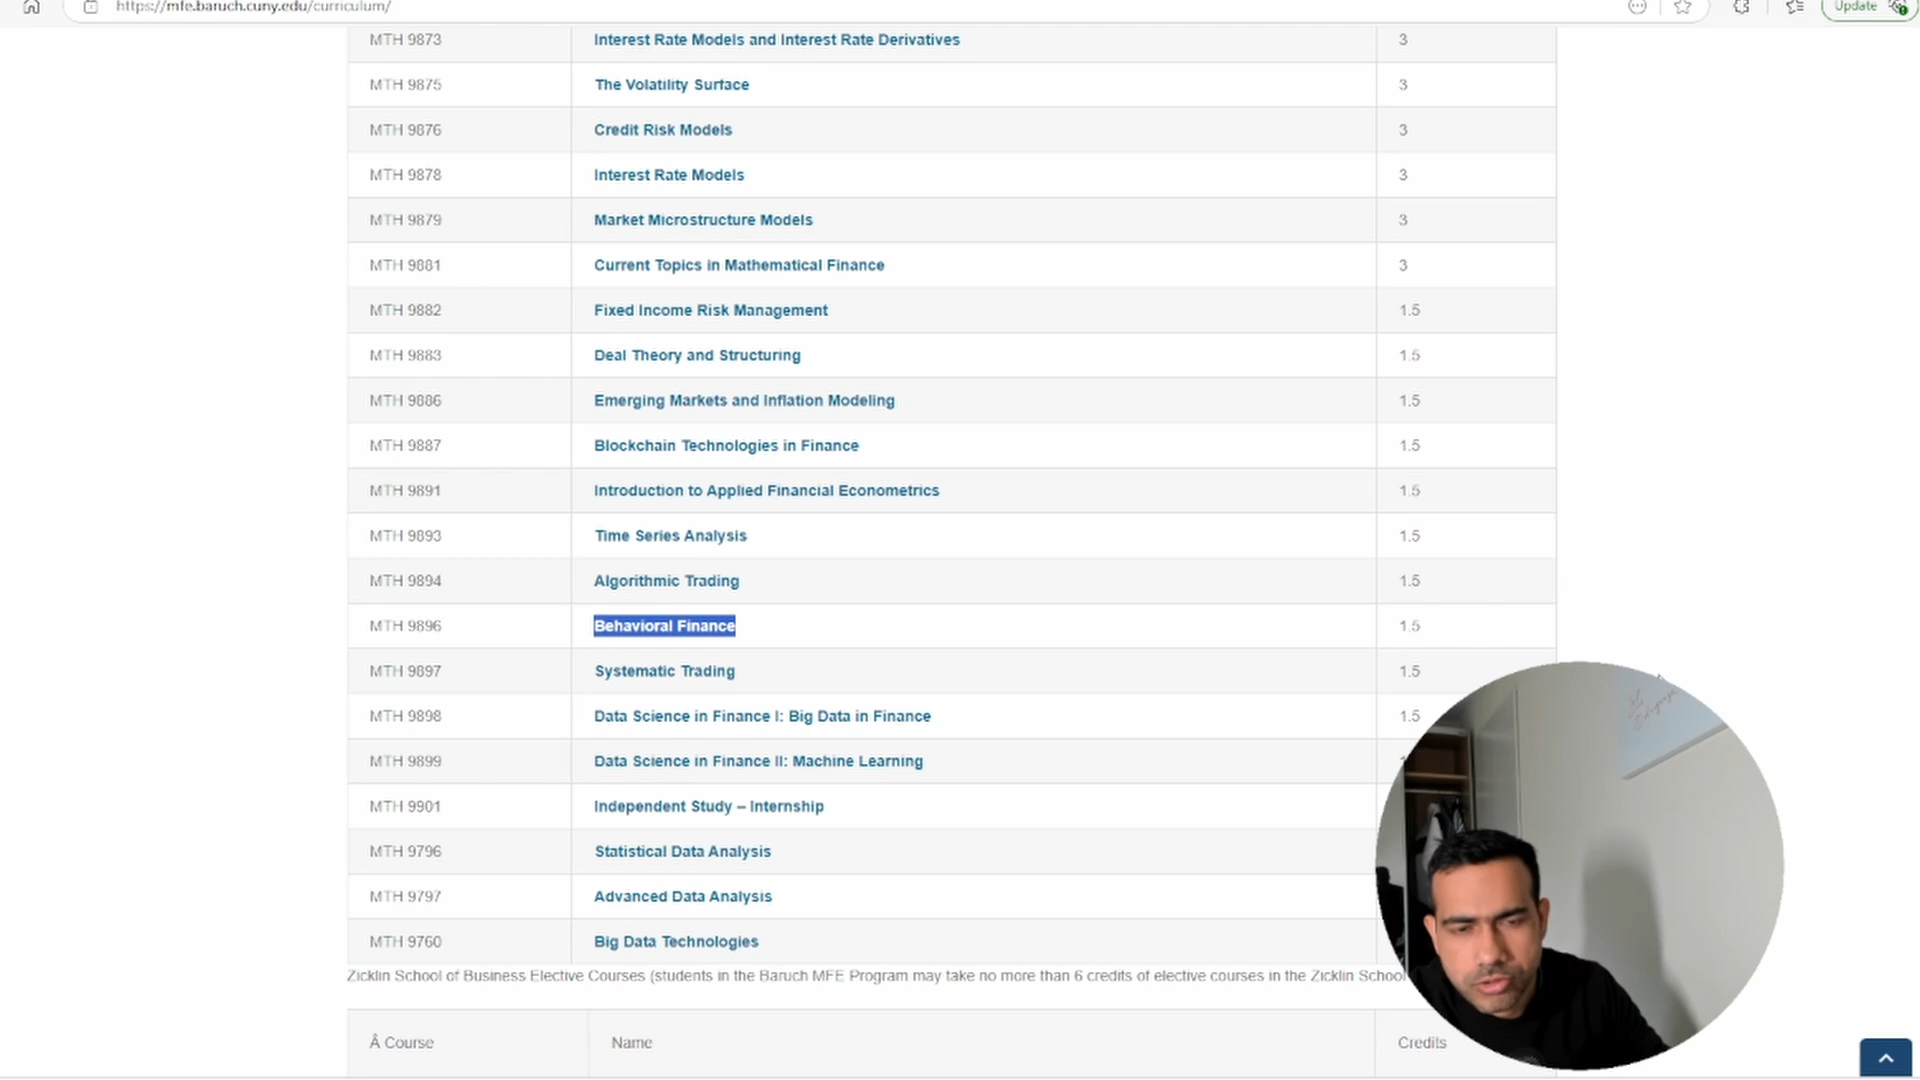 https://mfe.baruch.cuny.edu/curriculum/
Update
MTH 9873 Interest Rate Models and Interest Rate Derivatives 3
MTH 9875 The Volatility Surface 3
MTH 9876 Credit Risk Models 3
MTH 9878 Interest Rate Models 3
MTH 9879 Market Microstructure Models 3
MTH 9881 Current Topics in Mathematical Finance 3
MTH 9882 Fixed Income Risk Management 1.5
MTH 9883 Deal Theory and Structuring 1.5
MTH 9886 Emerging Markets and Inflation Modeling 1.5
MTH 9887 Blockchain Technologies in Finance 1.5
MTH 9891 Introduction to Applied Financial Econometrics 1.5
MTH 9893 Time Series Analysis 1.5
MTH 9894 Algorithmic Trading 1.5
MTH 9896 Behavioral Finance 1.5
MTH 9897 Systematic Trading 1.5
MTH 9898 Data Science in Finance I: Big Data in Finance 1.5
MTH 9899 Data Science in Finance II: Machine Learning
MTH 9901 Independent Study – Internship
MTH 9796 Statistical Data Analysis
MTH 9797 Advanced Data Analysis
MTH 9760 Big Data Technologies
Zicklin School of Business Elective Courses (students in the Baruch MFE Program may take no more than 6 credits of elective courses in the Zicklin School
Â Course Name Credits